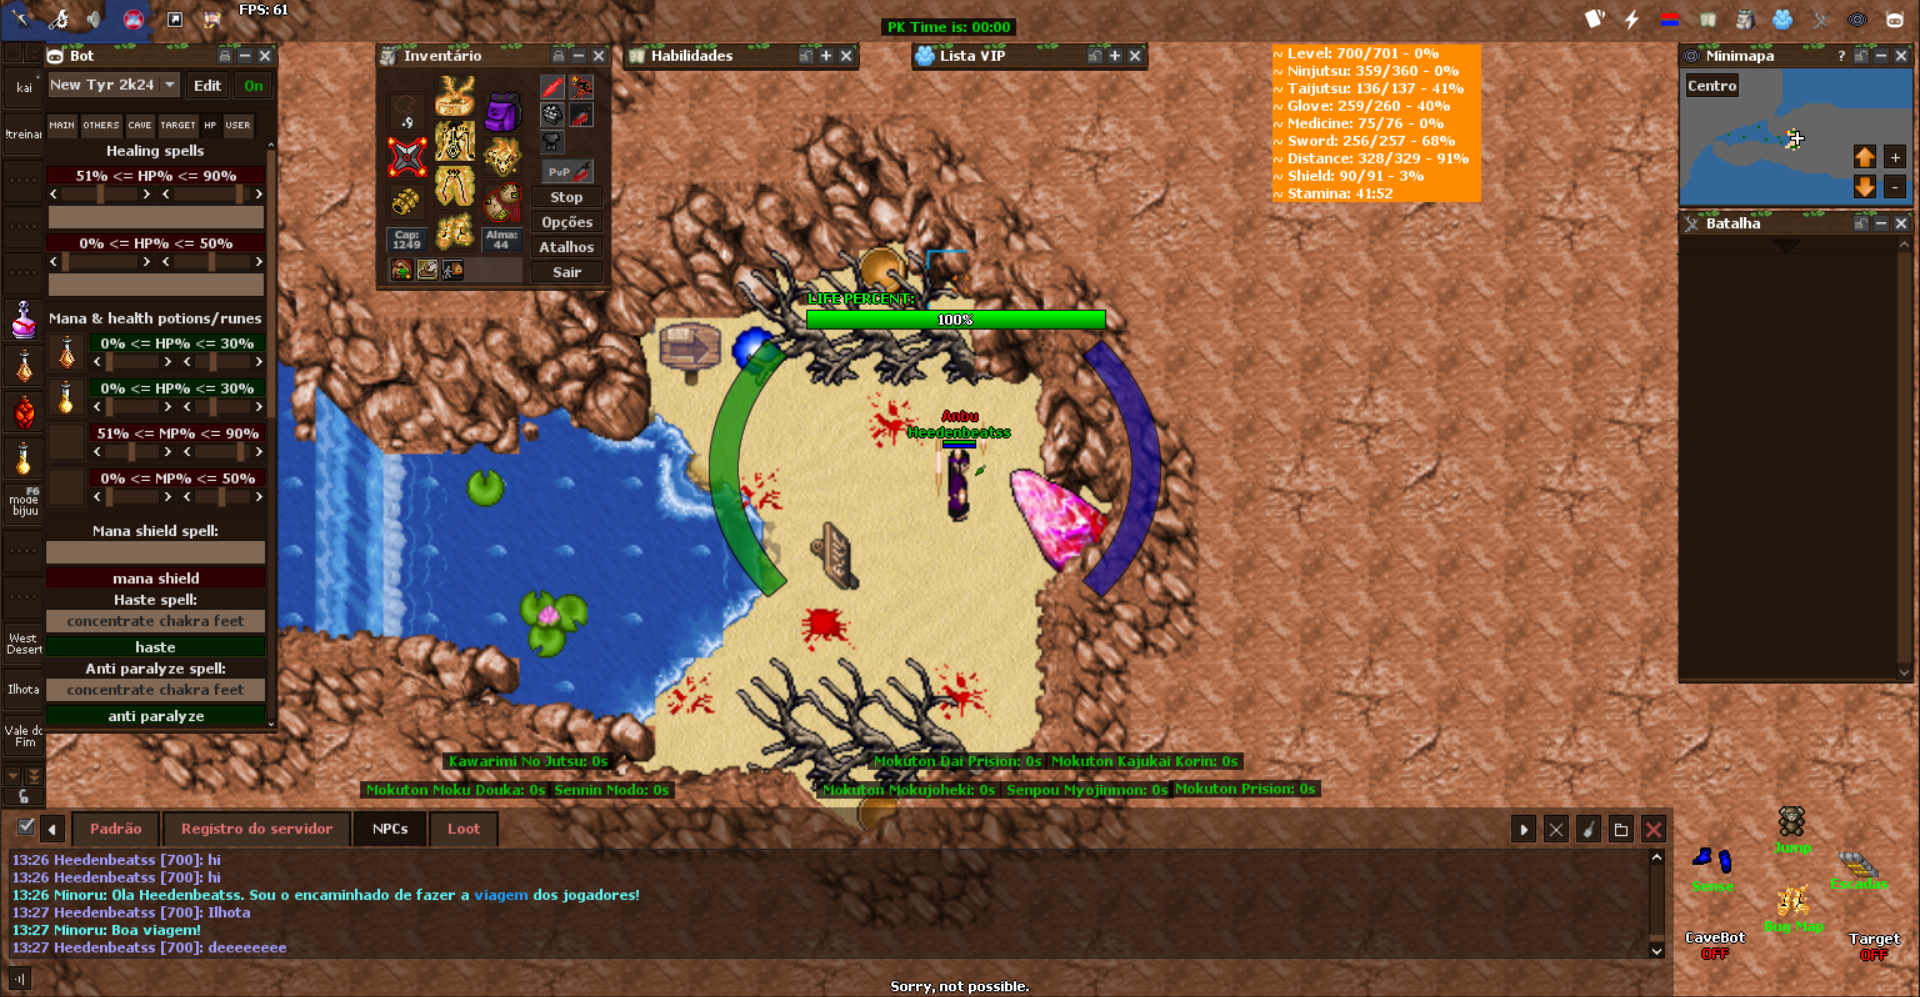 FPS: 61
PK Time is: 00:00
Bot
New Tyr 2k24
Edit
On
MAIN
OTHERS
CAVE
TARGET
HP
USER
Healing spells
51% <= HP% <= 90%
0% <= HP% <= 50%
Mana & health potions/runes
0% <= HP% <= 30%
0% <= HP% <= 30%
51% <= MP% <= 90%
0% <= MP% <= 50%
Mana shield spell:
mana shield
Haste spell:
concentrate chakra feet
haste
Anti paralyze spell:
concentrate chakra feet
anti paralyze
kai
!treinar
F6
mode
bijuu
West
Desert
Ilhota
Vale do
Fim
Inventário
.9
Cap:
1249
Alma:
44
PvP
Stop
Opções
Atalhos
Sair
Habilidades
Lista VIP
~ Level: 700/701 - 0%
~ Ninjutsu: 359/360 - 0%
~ Taijutsu: 136/137 - 41%
~ Glove: 259/260 - 40%
~ Medicine: 75/76 - 0%
~ Sword: 256/257 - 68%
~ Distance: 328/329 - 91%
~ Shield: 90/91 - 3%
~ Stamina: 41:52
Minimapa
?
Centro
+
-
Batalha
LIFE PERCENT:
100%
Anbu
Heedenbeatss
Kawarimi No Jutsu: 0s
Mokuton Dai Prision: 0s
Mokuton Kajukai Korin: 0s
Mokuton Moku Douka: 0s
Sennin Modo: 0s
Mokuton Mokujoheki: 0s
Senpou Myojinmon: 0s
Mokuton Prision: 0s
Padrão
Registro do servidor
NPCs
Loot
13:26 Heedenbeatss [700]: hi
13:26 Heedenbeatss [700]: hi
13:26 Minoru: Ola Heedenbeatss. Sou o encaminhado de fazer a viagem dos jogadores!
13:27 Heedenbeatss [700]: Ilhota
13:27 Minoru: Boa viagem!
13:27 Heedenbeatss [700]: deeeeeeee
Jump
Sense
Escadas
Bug Map
CaveBot
OFF
Target
OFF
Sorry, not possible.